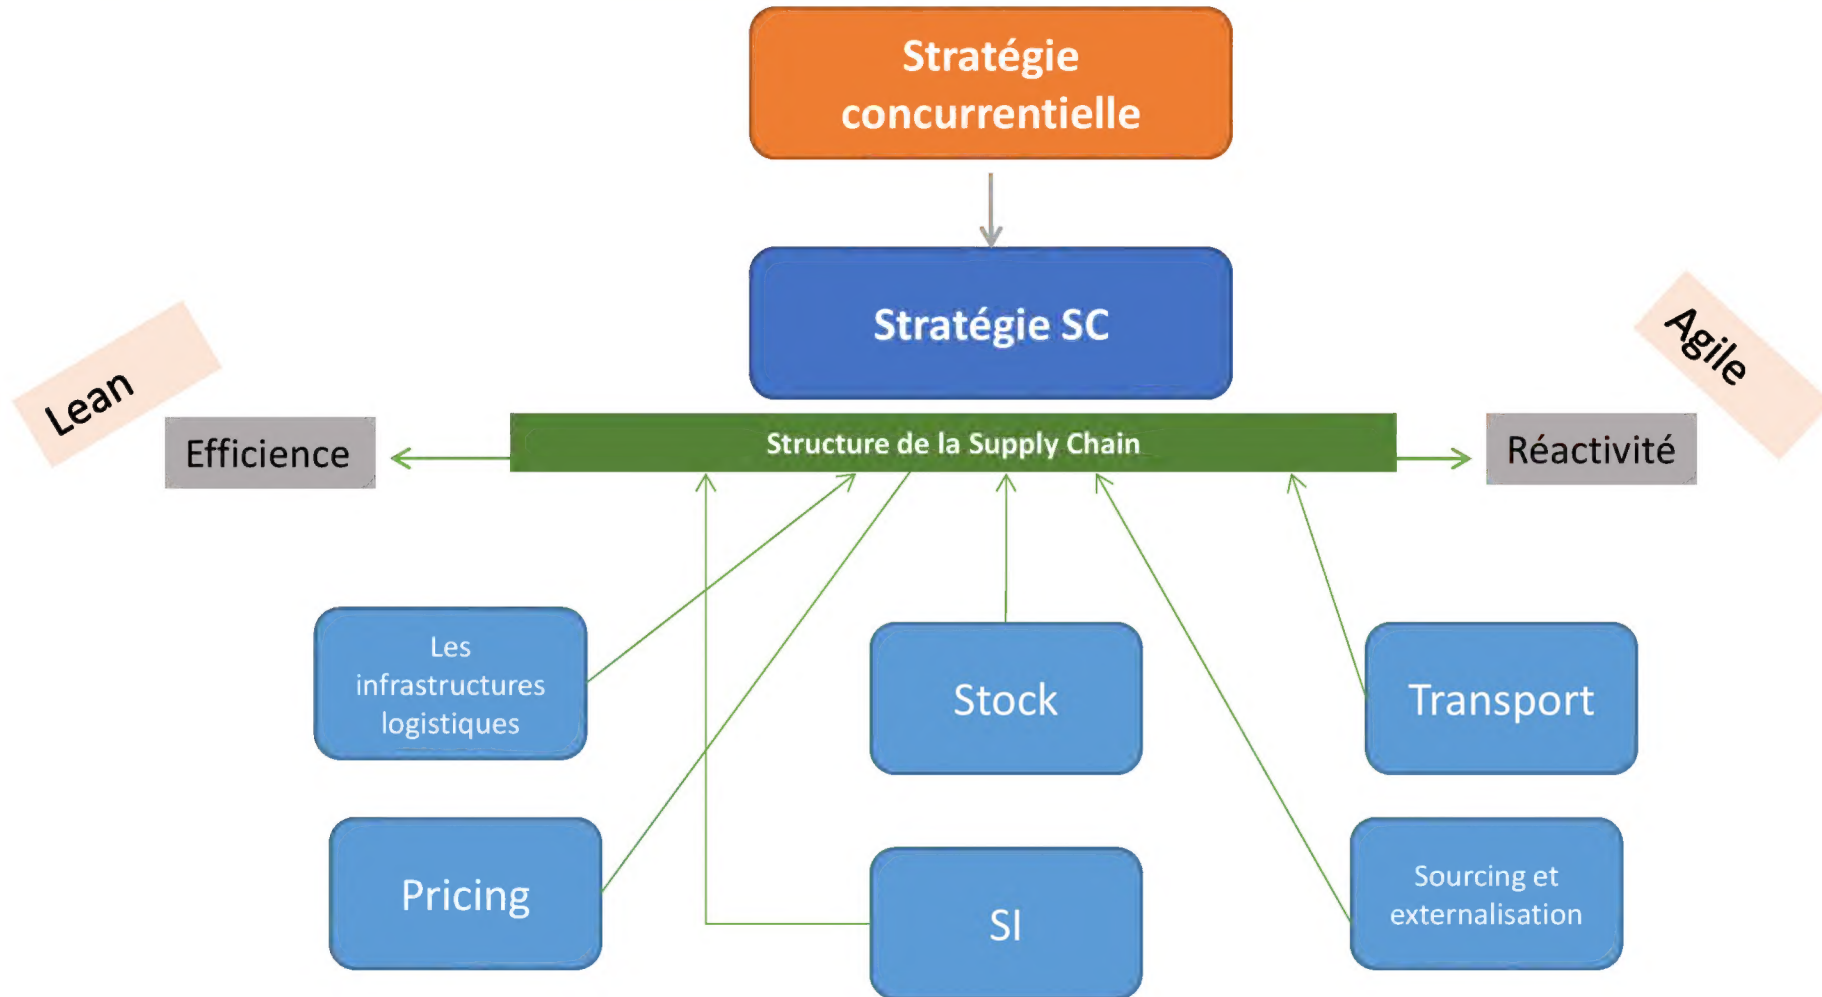 Stratégie
concurrentielle
Stratégie SC
Lean
Agile
Efficience
Structure de la Supply Chain
Réactivité
Les
infrastructures
logistiques
Stock
Transport
Pricing
SI
Sourcing et
externalisation